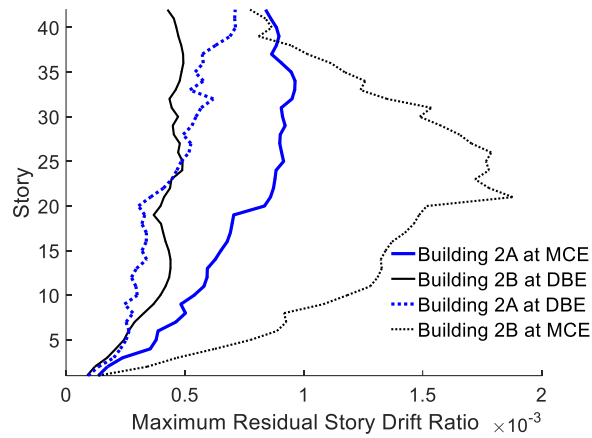 40
35
30
25
20
15
10
5
Story
Building 2A at MCE
Building 2B at DBE
Building 2A at DBE
Building 2B at MCE
0 0.5 1 1.5 2
Maximum Residual Story Drift Ratio ×10⁻³